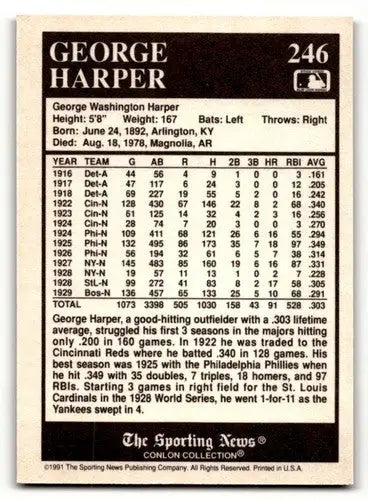 GEORGE 246
HARPER
George Washington Harper
Height: 5'8" Weight: 167 Bats: Left Throws: Right
Born: June 24, 1892, Arlington, KY
Died: Aug. 18, 1978, Magnolia, AR
YEAR TEAM G AB R H 2B 3B HR RBI AVG
1916 Det-A 44 56 4 9 1 0 0 3 .161
1917 Det-A 47 117 6 24 3 0 0 12 .205
1918 Det-A 69 227 19 55 5 2 0 16 .242
1922 Cin-N 128 430 67 146 22 8 2 68 .340
1923 Cin-N 61 125 14 32 4 2 3 16 .256
1924 Cin-N 28 74 7 20 3 0 0 3 .270
1924 Phi-N 109 411 68 121 26 6 16 55 .294
1925 Phi-N 132 495 86 173 35 7 18 97 .349
1926 Phi-N 56 194 32 61 6 5 7 38 .314
1927 NY-N 145 483 85 160 19 6 16 87 .331
1928 NY-N 19 57 11 13 1 0 2 7 .228
1928 StL-N 99 272 41 83 8 2 17 58 .305
1929 Bos-N 136 457 65 133 25 5 10 68 .291
TOTAL 1073 3398 505 1030 158 43 91 528 .303
George Harper, a good-hitting outfielder with a .303 lifetime
average, struggled his first 3 seasons in the majors hitting
only .200 in 160 games. In 1922 he was traded to the
Cincinnati Reds where he batted .340 in 128 games. His
best season was 1925 with the Philadelphia Phillies when
he hit .349 with 35 doubles, 7 triples, 18 homers, and 97
RBIs. Starting 3 games in right field for the St. Louis
Cardinals in the 1928 World Series, he went 1-for-11 as the
Yankees swept in 4.
The Sporting News®
CONLON COLLECTION®
©1991 The Sporting News Publishing Company. All Rights Reserved. Printed in U.S.A.